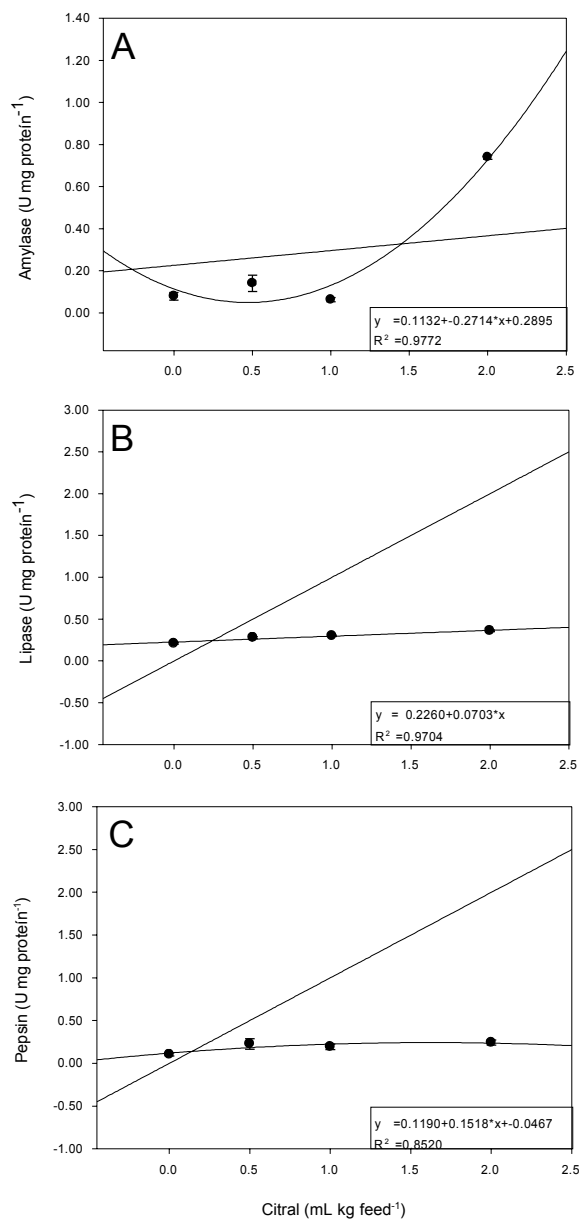 A
Amylase (U mg proteín⁻¹)
1.40
1.20
1.00
0.80
0.60
0.40
0.20
0.00
y =0.1132+-0.2714*x+0.2895
R² =0.9772
0.0 0.5 1.0 1.5 2.0 2.5
B
Lipase (U mg proteín⁻¹)
3.00
2.50
2.00
1.50
1.00
0.50
0.00
-0.50
-1.00
y = 0.2260+0.0703*x
R² =0.9704
0.0 0.5 1.0 1.5 2.0 2.5
C
Pepsin (U mg proteín⁻¹)
3.00
2.50
2.00
1.50
1.00
0.50
0.00
-0.50
-1.00
y =0.1190+0.1518*x+-0.0467
R² =0.8520
0.0 0.5 1.0 1.5 2.0 2.5
Citral (mL kg feed⁻¹)